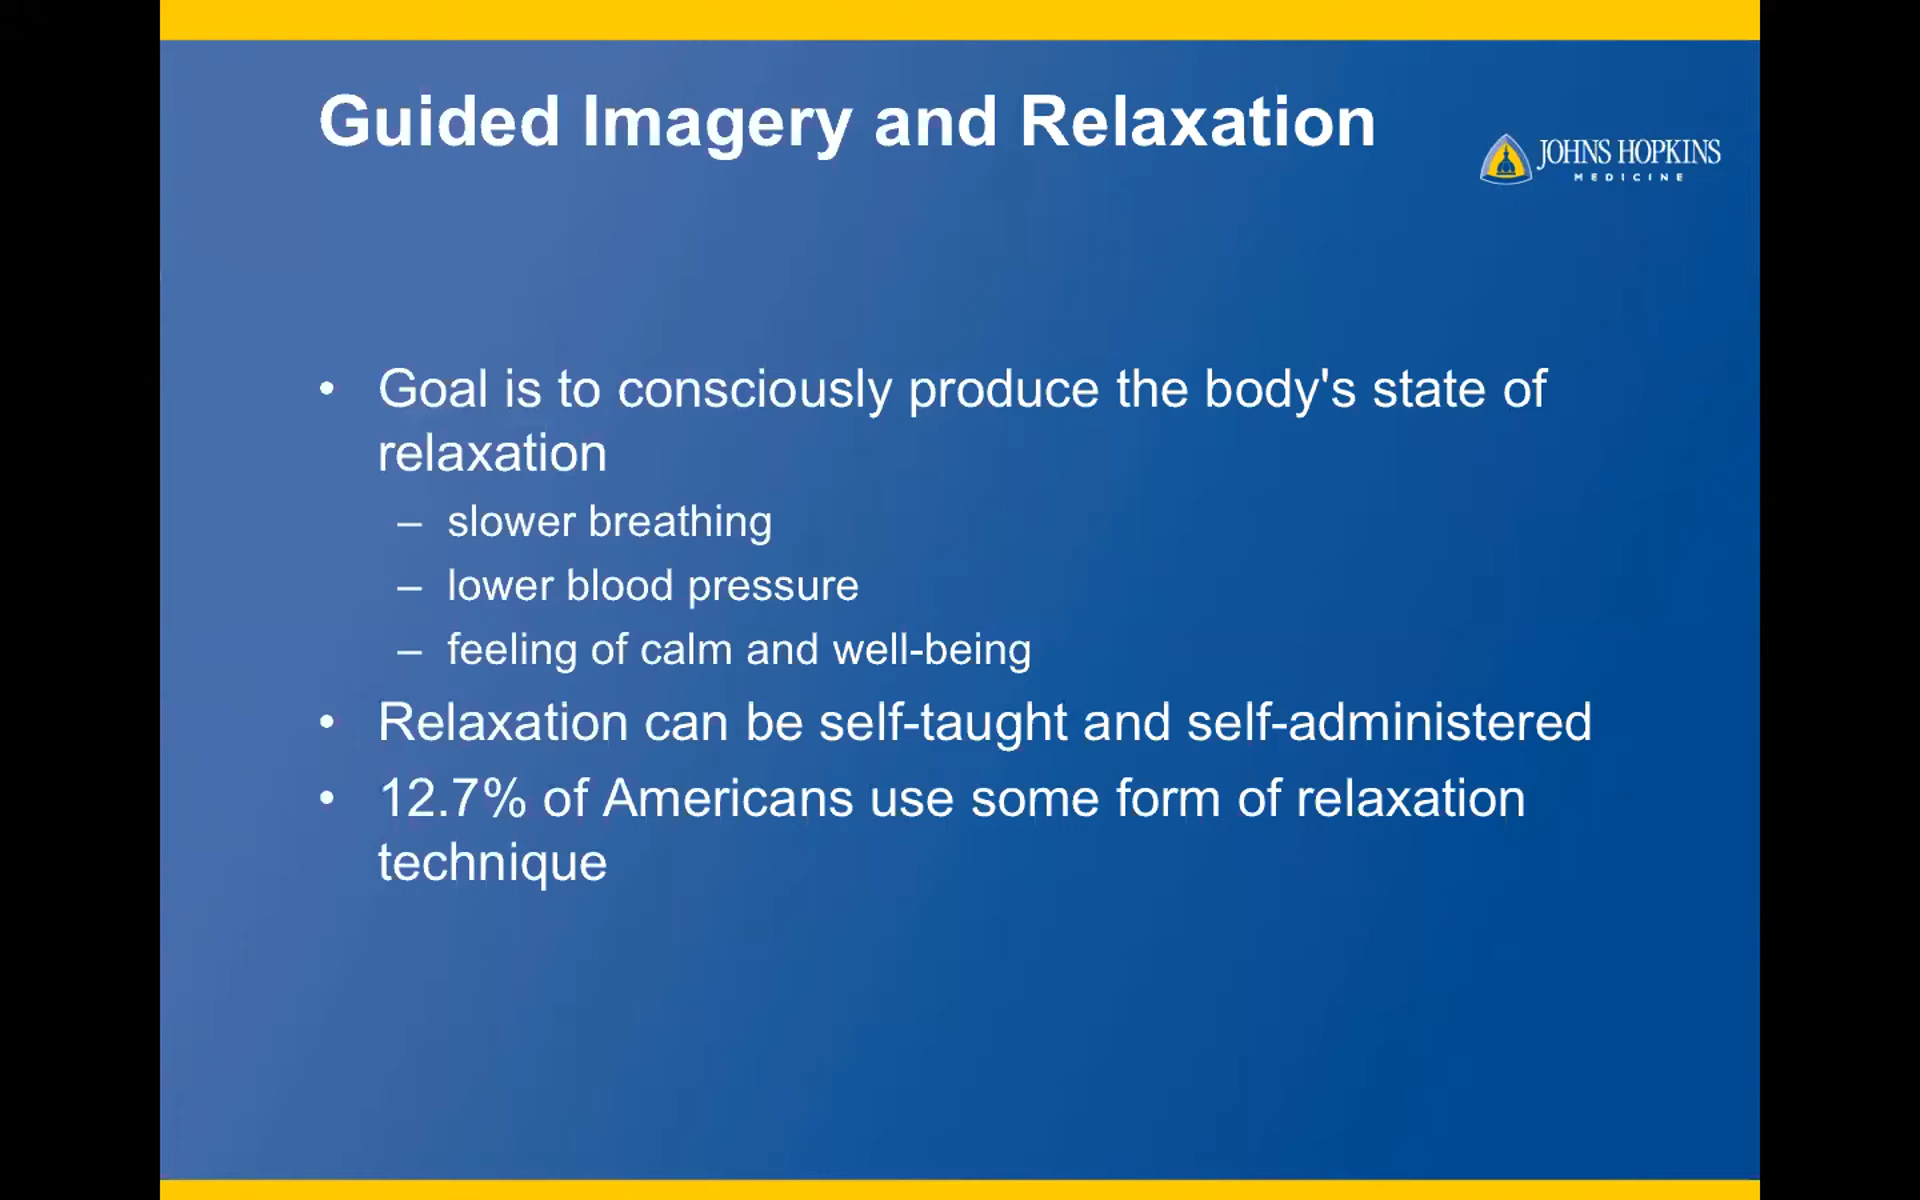 Guided Imagery and Relaxation
JOHNS HOPKINS
MEDICINE
• Goal is to consciously produce the body's state of
relaxation
– slower breathing
– lower blood pressure
– feeling of calm and well-being
• Relaxation can be self-taught and self-administered
• 12.7% of Americans use some form of relaxation
technique